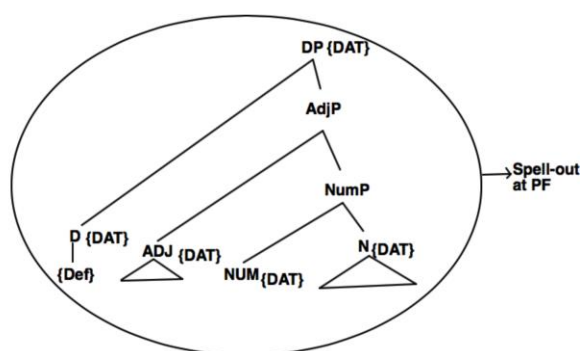 DP {DAT}
AdjP
Spell-out
at PF
NumP
D {DAT}
ADJ {DAT}
N {DAT}
{Def}
NUM {DAT}